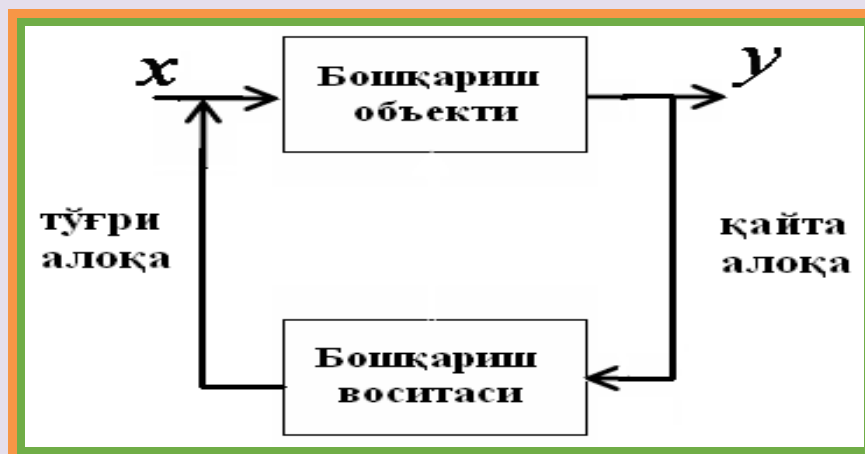 x
Бошқариш
объекти
y
тўғри
алоқа
қайта
алоқа
Бошқариш
воситаси